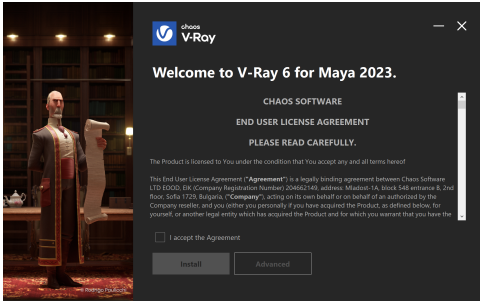 chaos
V-Ray
Welcome to V-Ray 6 for Maya 2023.
CHAOS SOFTWARE
END USER LICENSE AGREEMENT
PLEASE READ CAREFULLY.
The Product is licensed to You under the condition that You accept any and all terms hereof
This End User License Agreement ("Agreement") is a legally binding agreement between Chaos Software
LTD EOOD, EIK (Company Registration Number) 204662149, address: Mladost-1A, block 548 entrance 8, 2nd
floor, Sofia 1729, Bulgaria, ("Company"), acting on its own behalf or on behalf of an authorized by the
Company reseller, and you (either you personally if you have acquired the Product, as defined below, for
yourself, or another legal entity which has acquired the Product and for which you warrant that you have the
I accept the Agreement
Install
Advanced
© Rodrigo